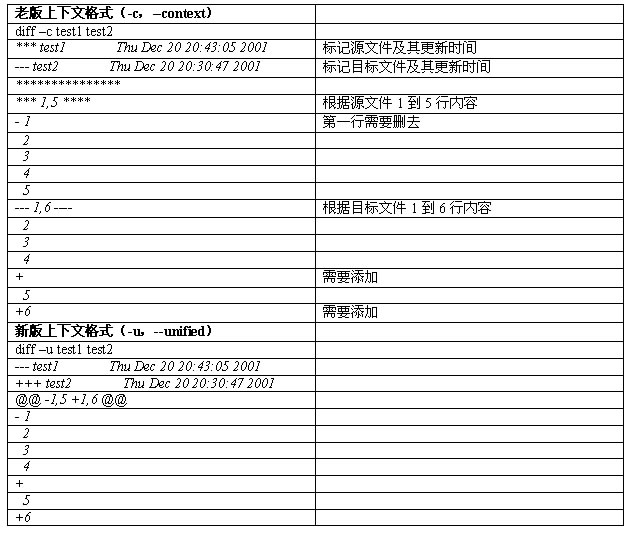 老版上下文格式（-c，--context）
diff –c test1 test2
*** test1 Thu Dec 20 20:43:05 2001 标记源文件及其更新时间
--- test2 Thu Dec 20 20:30:47 2001 标记目标文件及其更新时间
***************
*** 1,5 **** 根据源文件 1 到 5 行内容
- 1 第一行需要删去
2
3
4
5
--- 1,6 ---- 根据目标文件 1 到 6 行内容
2
3
4
+ 需要添加
5
+6 需要添加
新版上下文格式（-u，--unified）
diff –u test1 test2
--- test1 Thu Dec 20 20:43:05 2001
+++ test2 Thu Dec 20 20:30:47 2001
@@ -1,5 +1,6 @@
- 1
2
3
4
+
5
+6